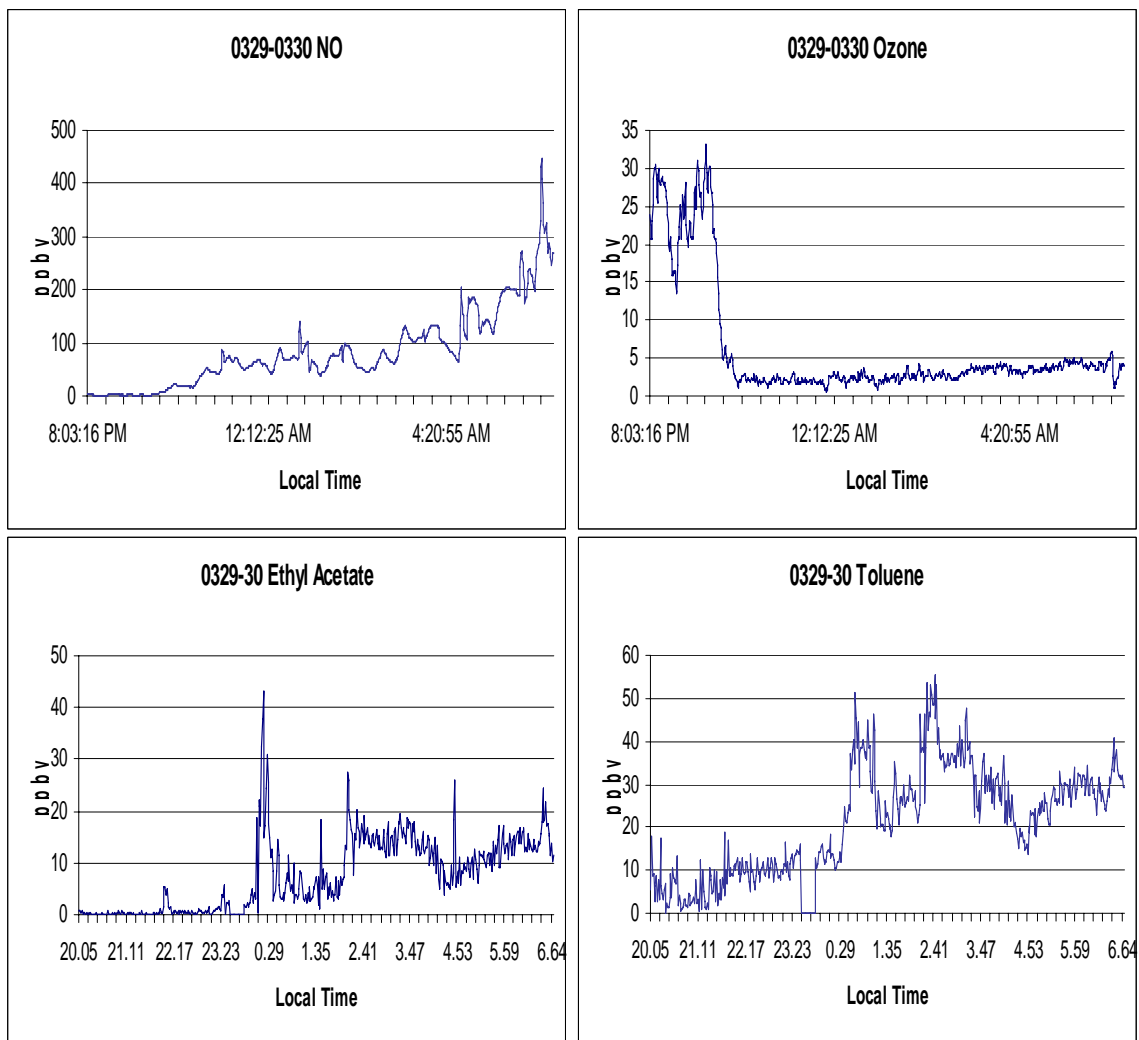 0329-0330 NO
500
400
300
200
100
0
ppbv
8:03:16 PM 12:12:25 AM 4:20:55 AM
Local Time
0329-0330 Ozone
35
30
25
20
15
10
5
0
ppbv
8:03:16 PM 12:12:25 AM 4:20:55 AM
Local Time
0329-30 Ethyl Acetate
50
40
30
20
10
0
ppbv
20.05 21.11 22.17 23.23 0.29 1.35 2.41 3.47 4.53 5.59 6.64
Local Time
0329-30 Toluene
60
50
40
30
20
10
0
ppbv
20.05 21.11 22.17 23.23 0.29 1.35 2.41 3.47 4.53 5.59 6.64
Local Time